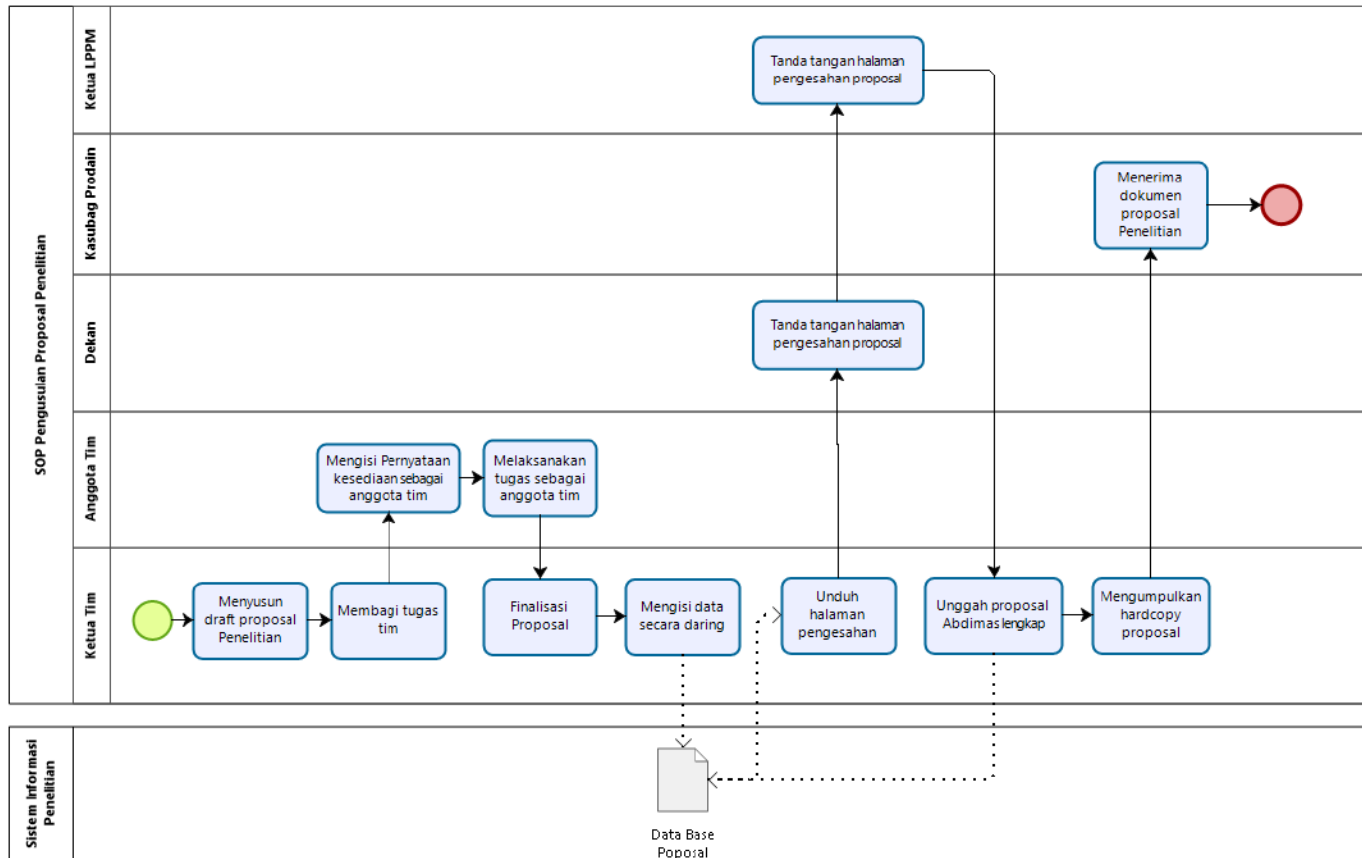 SOP Pengusulan Proposal Penelitian
Ketua LPPM
Tanda tangan halaman
pengesahan proposal
Kasubag Prodain
Menerima
dokumen
proposal
Penelitian
Dekan
Tanda tangan halaman
pengesahan proposal
Anggota Tim
Mengisi Pernyataan
kesediaan sebagai
anggota tim
Melaksanakan
tugas sebagai
anggota tim
Ketua Tim
Menyusun
draft proposal
Penelitian
Membagi tugas
tim
Finalisasi
Proposal
Mengisi data
secara daring
Unduh
halaman
pengesahan
Unggah proposal
Abdimas lengkap
Mengumpulkan
hardcopy
proposal
Sistem Informasi
Penelitian
Data Base
Poposal